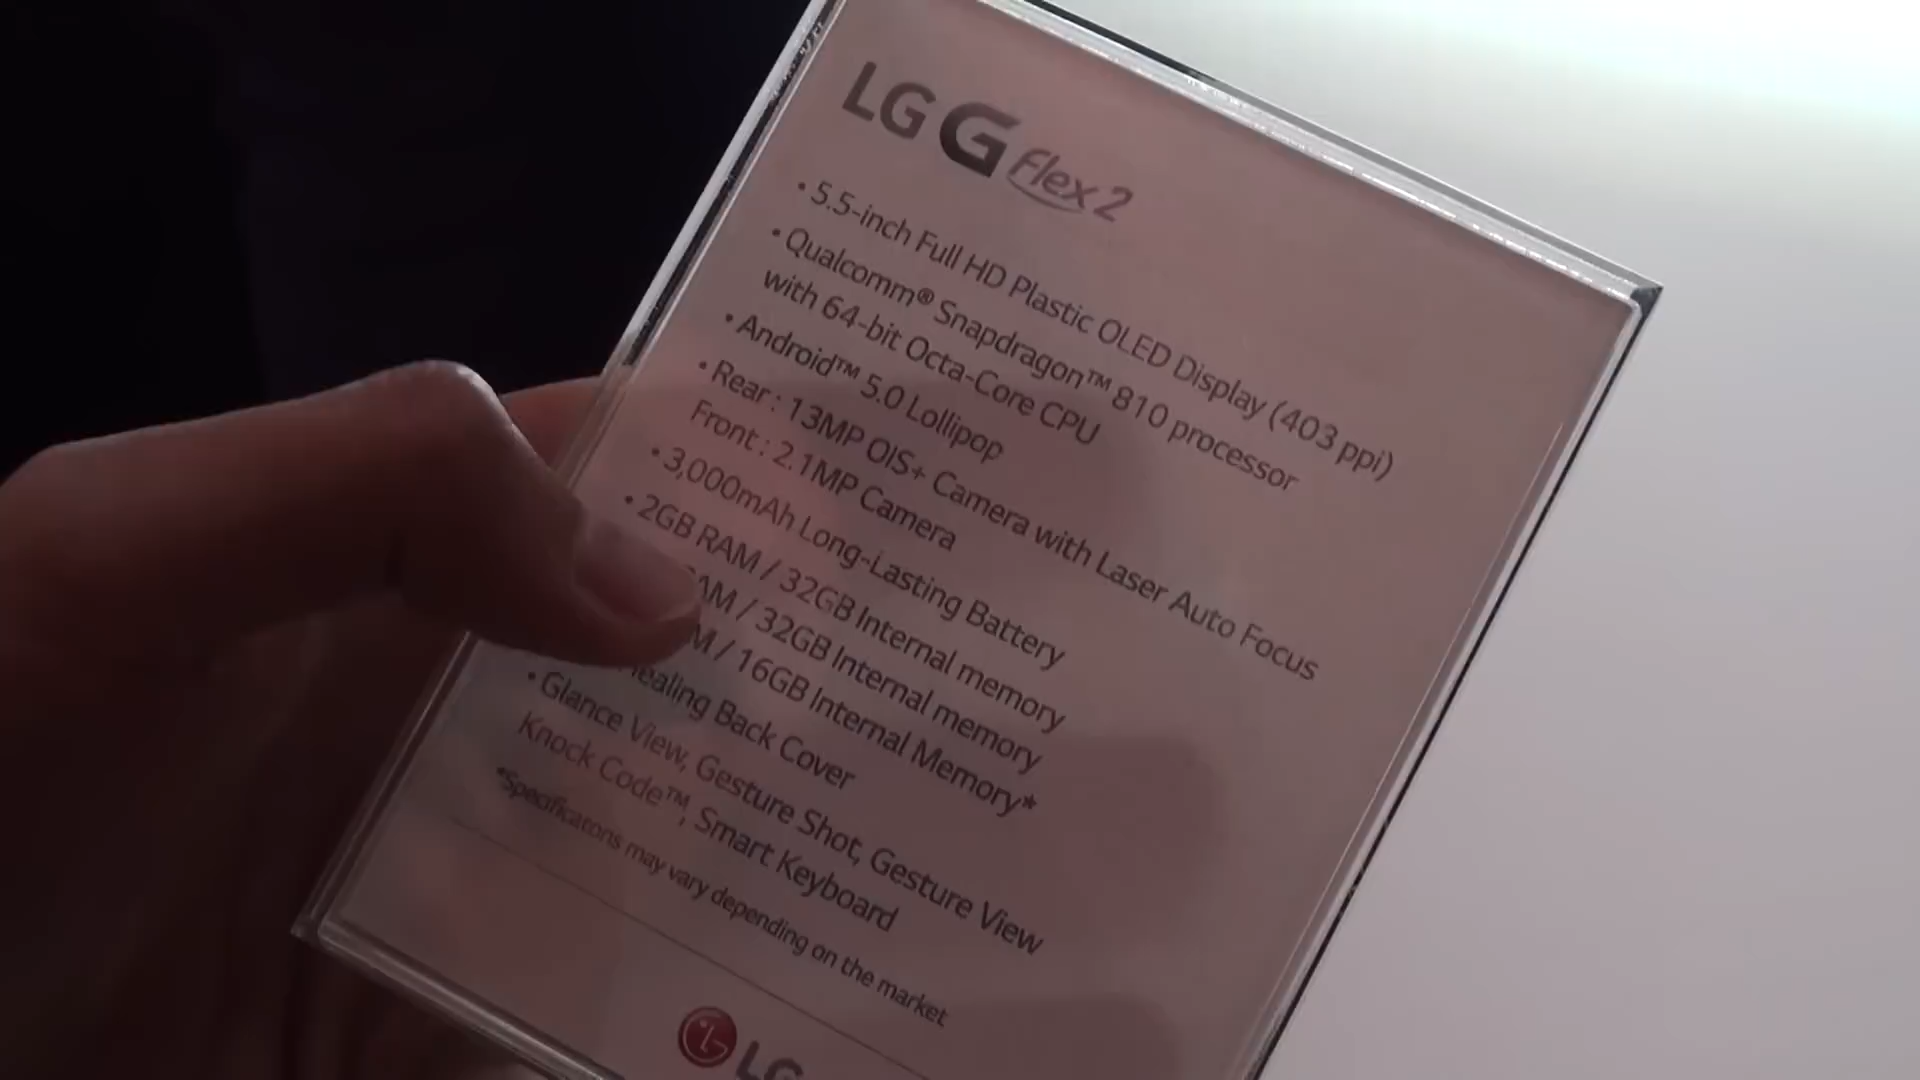 LG G flex 2
• 5.5-inch Full HD Plastic OLED Display (403 ppi)
• Qualcomm® Snapdragon™ 810 processor
with 64-bit Octa-Core CPU
• Android™ 5.0 Lollipop
• Rear : 13MP OIS+ Camera with Laser Auto Focus
Front : 2.1MP Camera
• 3,000mAh Long-Lasting Battery
• 2GB RAM / 32GB Internal memory
AM / 32GB Internal memory
M / 16GB Internal Memory*
ealing Back Cover
• Glance View, Gesture Shot, Gesture View
Knock Code™, Smart Keyboard
*Specificatons may vary depending on the market
LG